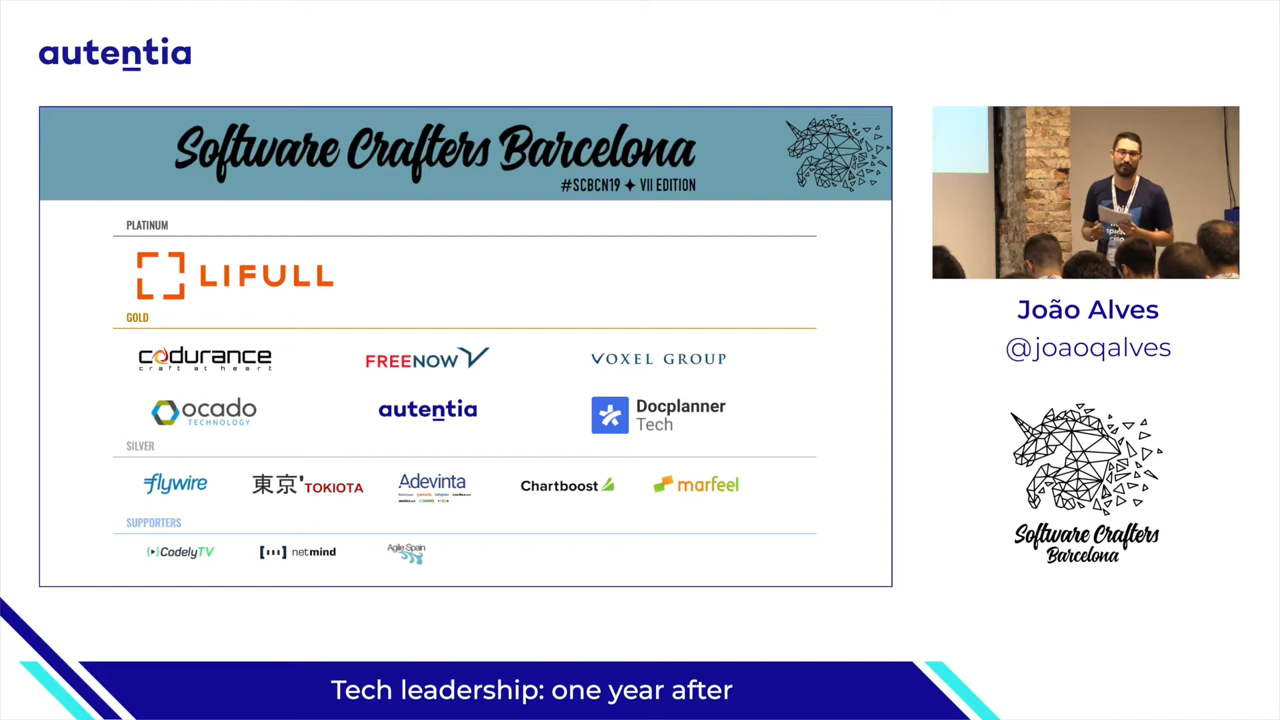 autentia
Software Crafters Barcelona
#SCBCN19 ✦ VII EDITION
PLATINUM
LIFULL
GOLD
codurance
craft at heart
FREENOW
VOXEL GROUP
ocado
TECHNOLOGY
autentia
Docplanner
Tech
SILVER
flywire
東京 TOKIOTA
Adevinta
Chartboost
marfeel
SUPPORTERS
CodelyTV
netmind
Agile-Spain
João Alves
@joaoqalves
Software Crafters
Barcelona
Tech leadership: one year after